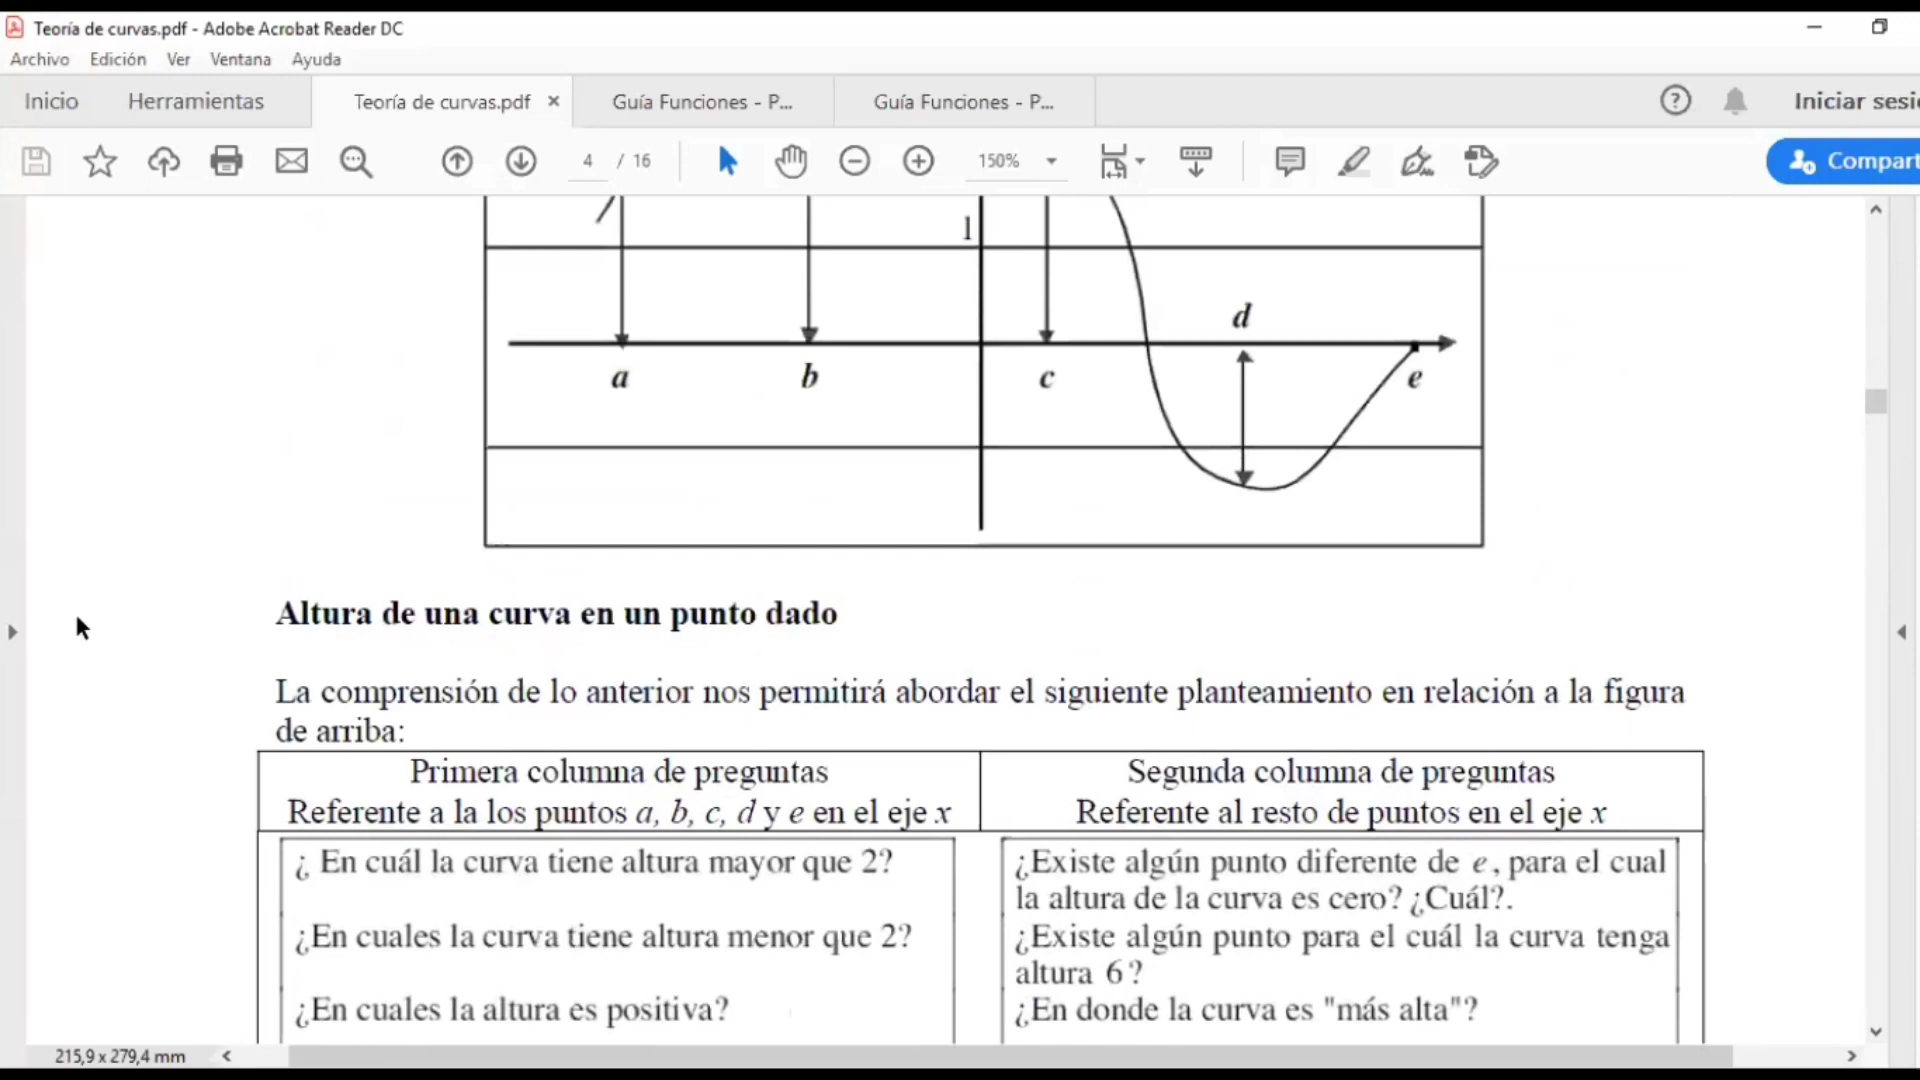 Teoría de curvas.pdf - Adobe Acrobat Reader DC
Archivo Edición Ver Ventana Ayuda
Inicio Herramientas Teoría de curvas.pdf × Guía Funciones - P... Guía Funciones - P... Iniciar sesi
4 / 16 150% Compart
1
d
a b c e
Altura de una curva en un punto dado
La comprensión de lo anterior nos permitirá abordar el siguiente planteamiento en relación a la figura
de arriba:
Primera columna de preguntas
Referente a la los puntos a, b, c, d y e en el eje x
¿ En cuál la curva tiene altura mayor que 2?
¿En cuales la curva tiene altura menor que 2?
¿En cuales la altura es positiva?
Segunda columna de preguntas
Referente al resto de puntos en el eje x
¿Existe algún punto diferente de e, para el cual
la altura de la curva es cero? ¿Cuál?.
¿Existe algún punto para el cuál la curva tenga
altura 6?
¿En donde la curva es "más alta"?
215,9 x 279,4 mm